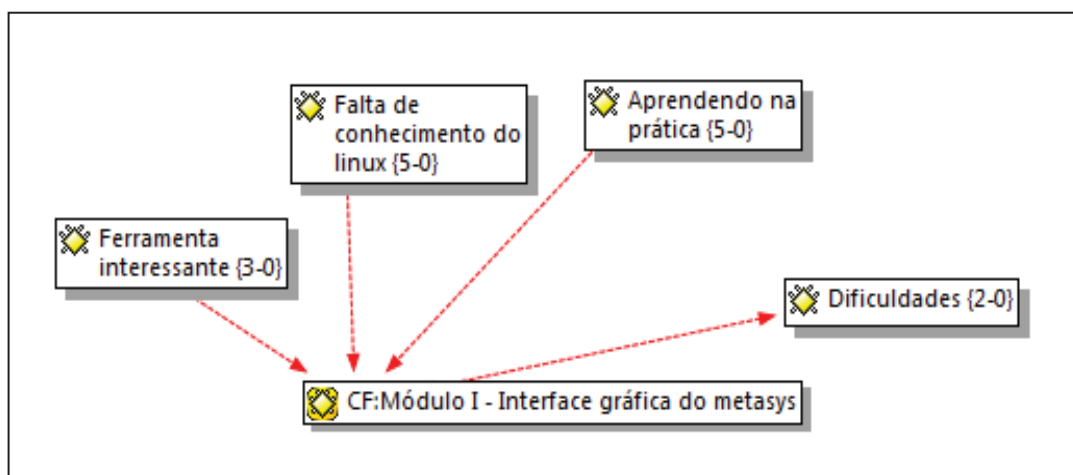 Falta de
conhecimento do
linux {5-0}
Aprendendo na
prática {5-0}
Ferramenta
interessante {3-0}
Dificuldades {2-0}
CF:Módulo I - Interface gráfica do metasys